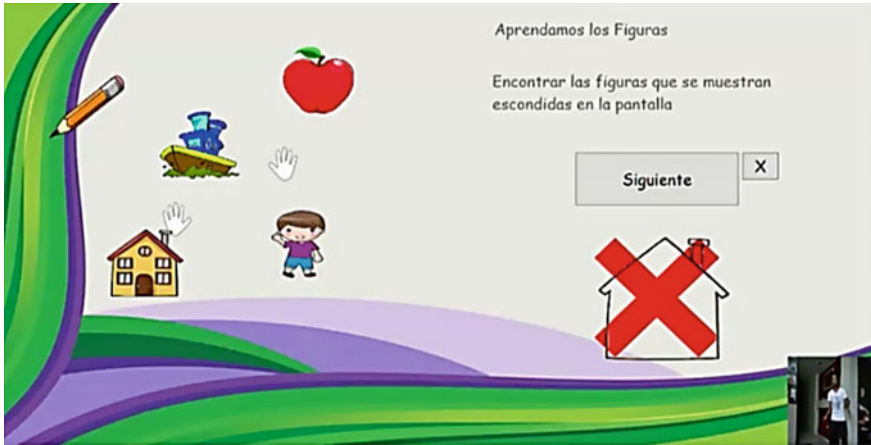 Aprendamos los Figuras
Encontrar las figuras que se muestran
escondidas en la pantalla
Siguiente
X